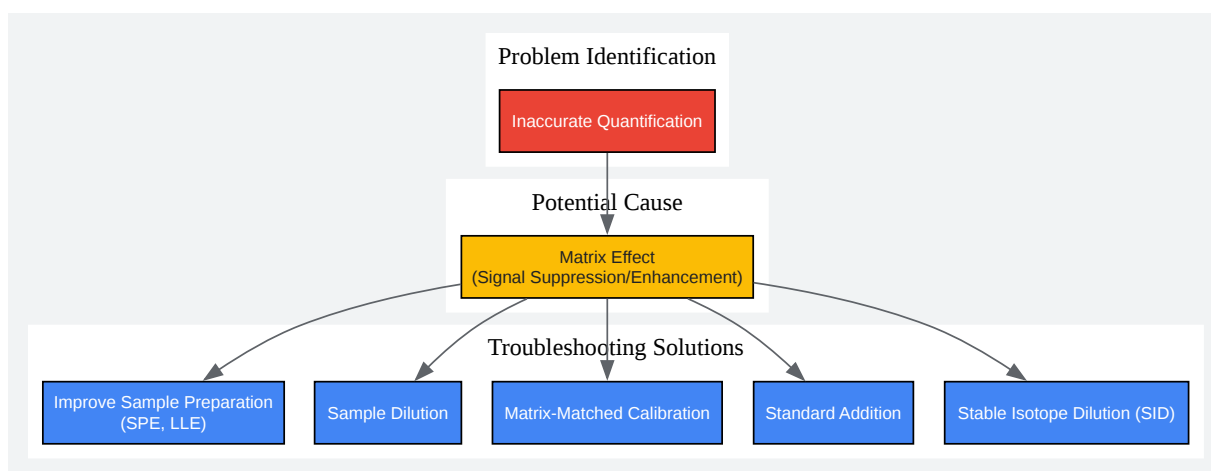 Problem Identification
Inaccurate Quantification
Potential Cause
Matrix Effect
(Signal Suppression/Enhancement)
Troubleshooting Solutions
Improve Sample Preparation
(SPE, LLE)
Sample Dilution
Matrix-Matched Calibration
Standard Addition
Stable Isotope Dilution (SID)